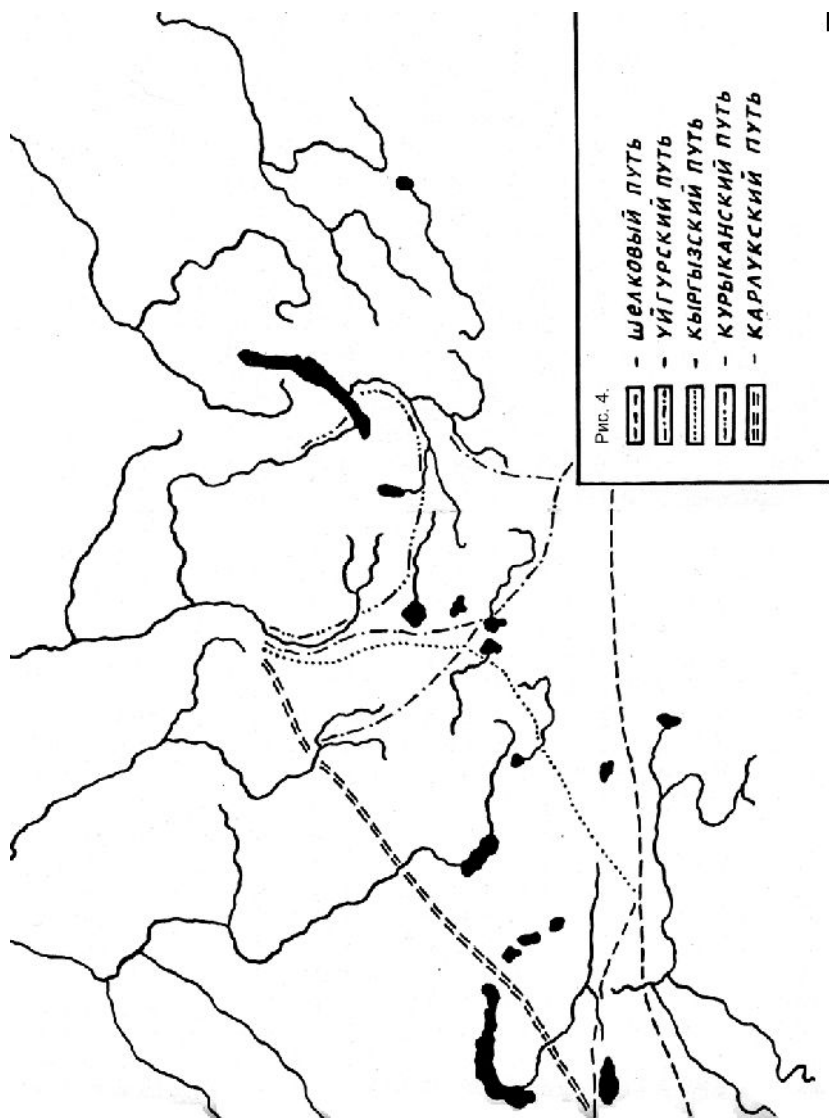 Рис. 4.
- ШЕЛКОВЫЙ ПУТЬ
- УЙГУРСКИЙ ПУТЬ
- КЫРГЫЗСКИЙ ПУТЬ
- КУРЫКАНСКИЙ ПУТЬ
- КАРЛУКСКИЙ ПУТЬ